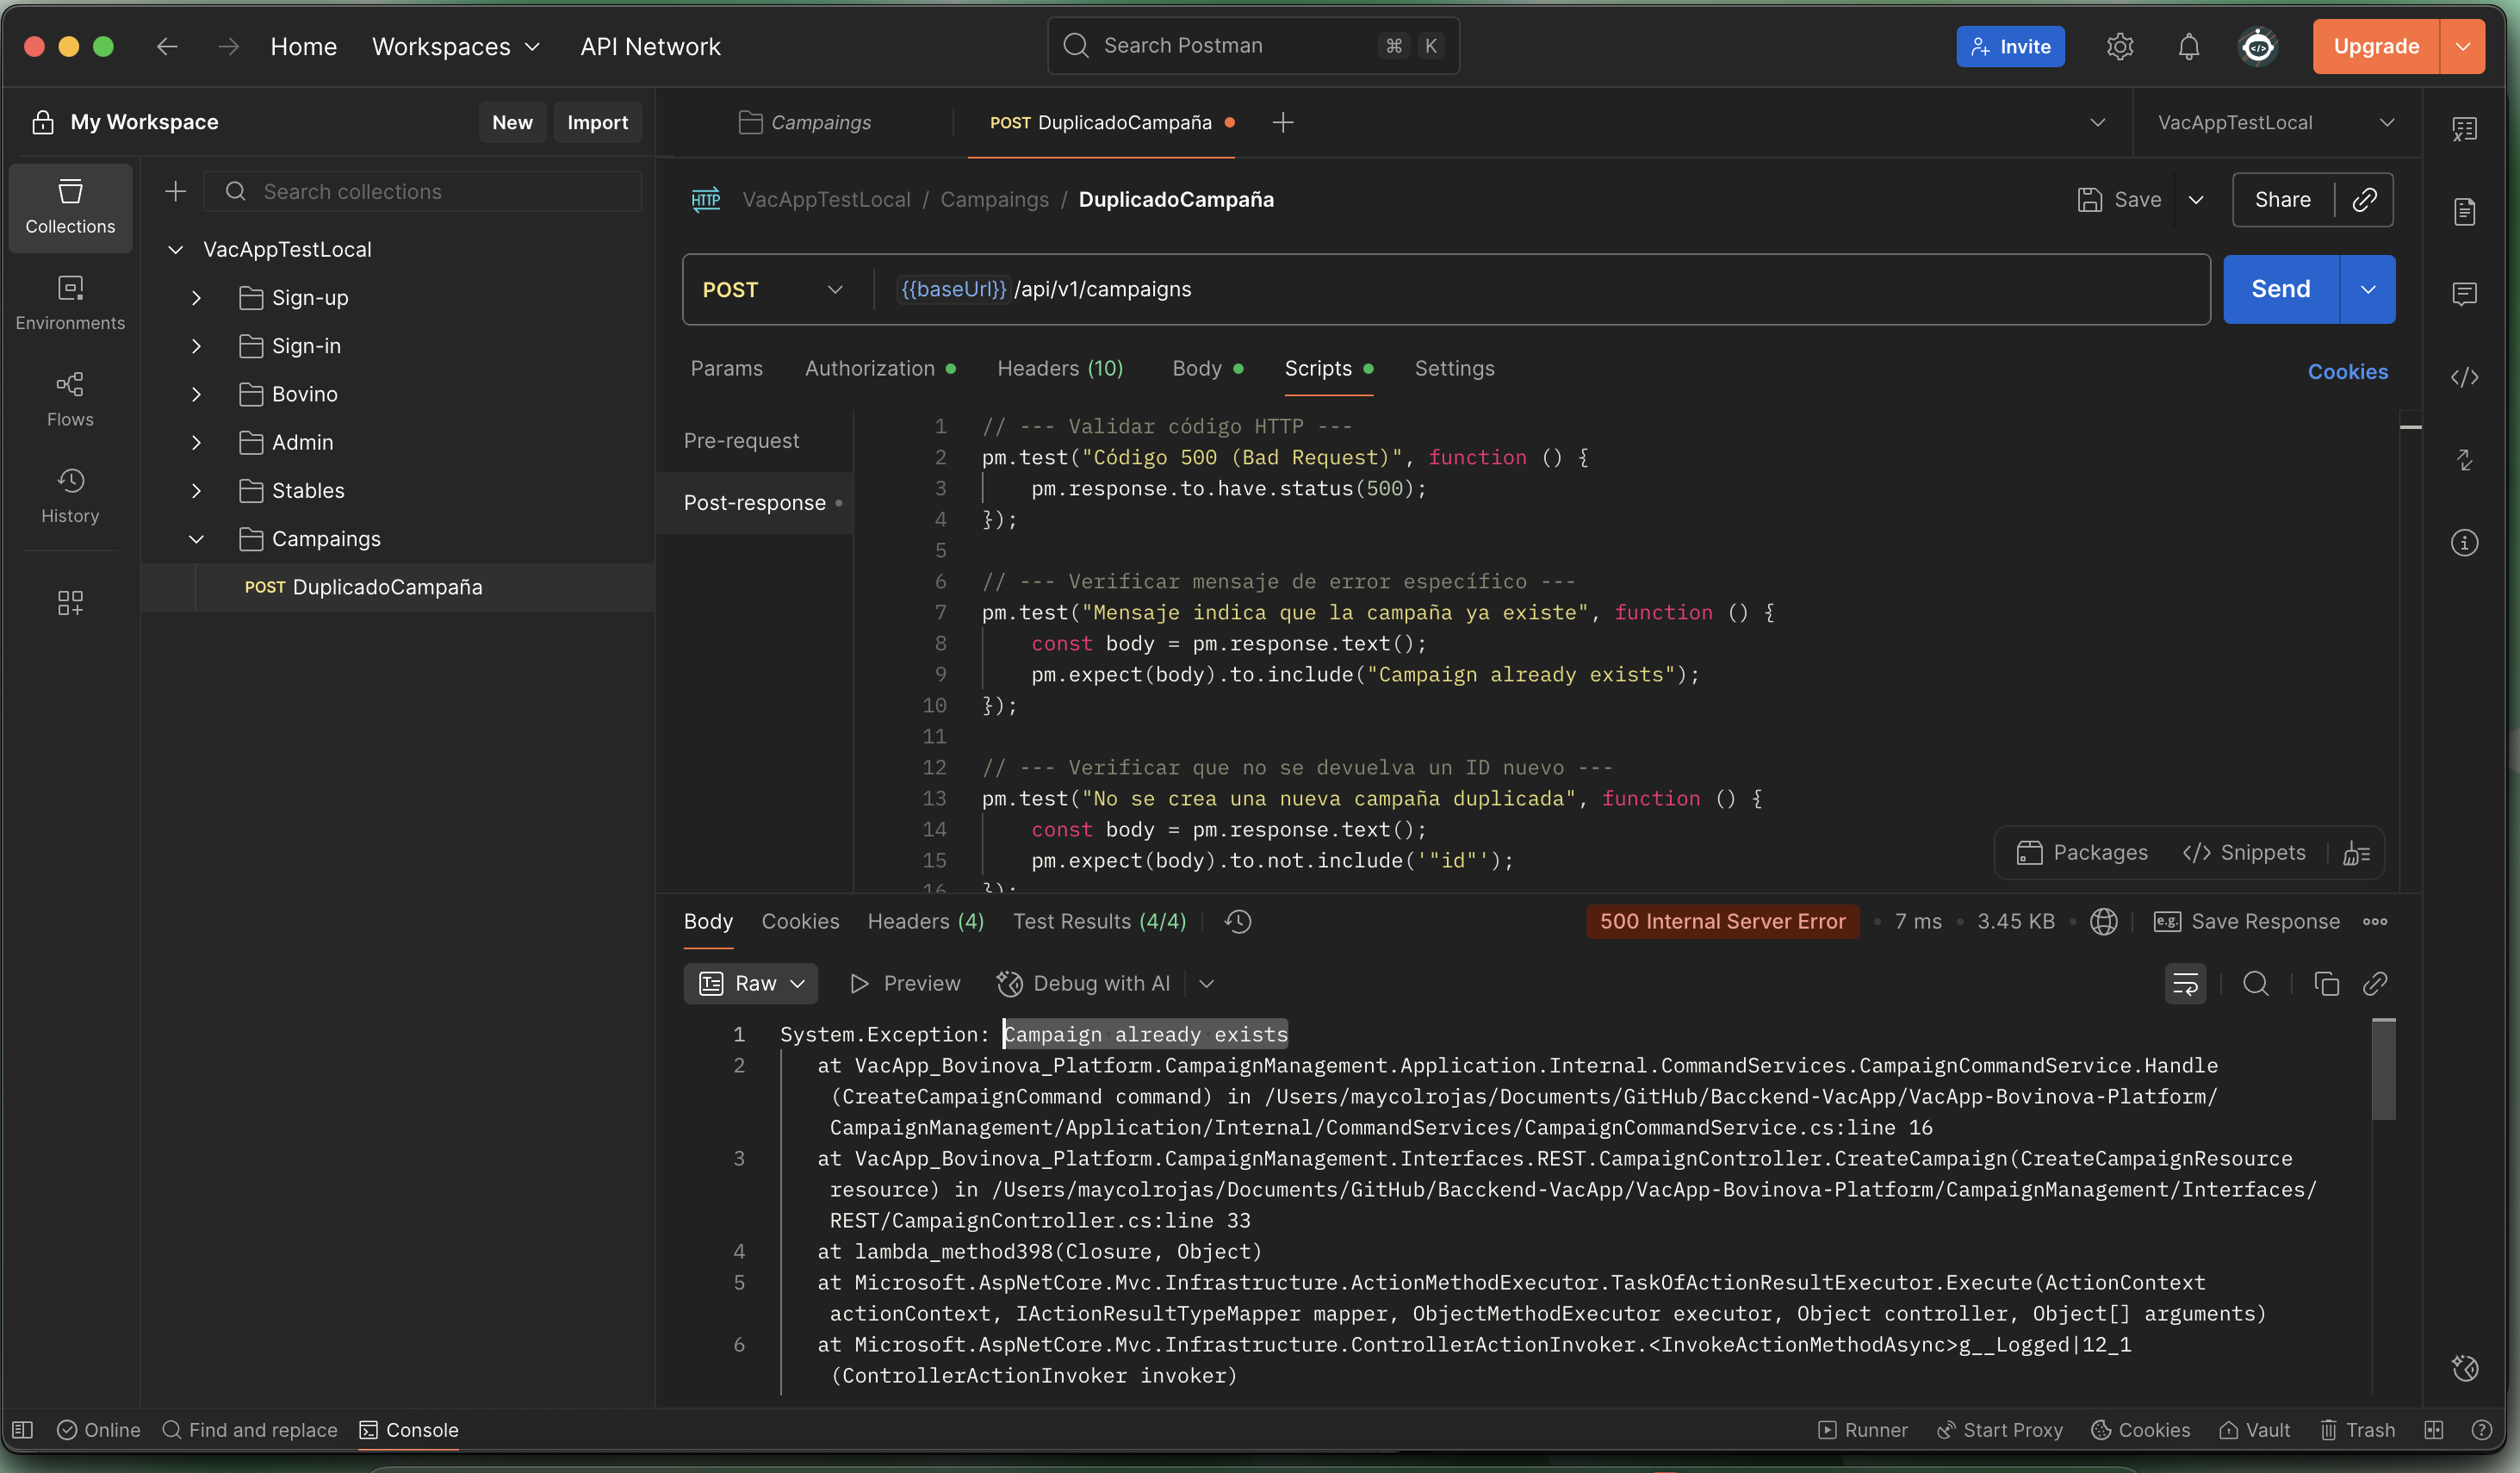 Home
Workspaces
API Network
Search Postman
⌘ K
Invite
Upgrade
My Workspace
New
Import
Campaings
POST DuplicadoCampaña
VacAppTestLocal
Collections
Environments
Flows
History
Search collections
VacAppTestLocal
Sign-up
Sign-in
Bovino
Admin
Stables
Campaings
POST DuplicadoCampaña
HTTP VacAppTestLocal / Campaings / DuplicadoCampaña
Save
Share
POST
{{baseUrl}}/api/v1/campaigns
Send
Params
Authorization
Headers (10)
Body
Scripts
Settings
Cookies
Pre-request
Post-response
1 // --- Validar código HTTP ---
2 pm.test("Código 500 (Bad Request)", function () {
3 pm.response.to.have.status(500);
4 });
5
6 // --- Verificar mensaje de error específico ---
7 pm.test("Mensaje indica que la campaña ya existe", function () {
8 const body = pm.response.text();
9 pm.expect(body).to.include("Campaign already exists");
10 });
11
12 // --- Verificar que no se devuelva un ID nuevo ---
13 pm.test("No se crea una nueva campaña duplicada", function () {
14 const body = pm.response.text();
15 pm.expect(body).to.not.include('"id"');
16 });
Packages
</> Snippets
Body
Cookies
Headers (4)
Test Results (4/4)
500 Internal Server Error
7 ms
3.45 KB
e.g. Save Response
Raw
Preview
Debug with AI
1 System.Exception: Campaign already exists
2 at VacApp_Bovinova_Platform.CampaignManagement.Application.Internal.CommandServices.CampaignCommandService.Handle
(CreateCampaignCommand command) in /Users/maycolrojas/Documents/GitHub/Bacckend-VacApp/VacApp-Bovinova-Platform/
CampaignManagement/Application/Internal/CommandServices/CampaignCommandService.cs:line 16
3 at VacApp_Bovinova_Platform.CampaignManagement.Interfaces.REST.CampaignController.CreateCampaign(CreateCampaignResource
resource) in /Users/maycolrojas/Documents/GitHub/Bacckend-VacApp/VacApp-Bovinova-Platform/CampaignManagement/Interfaces/
REST/CampaignController.cs:line 33
4 at lambda_method398(Closure, Object)
5 at Microsoft.AspNetCore.Mvc.Infrastructure.ActionMethodExecutor.TaskOfActionResultExecutor.Execute(ActionContext
actionContext, IActionResultTypeMapper mapper, ObjectMethodExecutor executor, Object controller, Object[] arguments)
6 at Microsoft.AspNetCore.Mvc.Infrastructure.ControllerActionInvoker.<InvokeActionMethodAsync>g__Logged|12_1
(ControllerActionInvoker invoker)
Online
Find and replace
Console
Runner
Start Proxy
Cookies
Vault
Trash